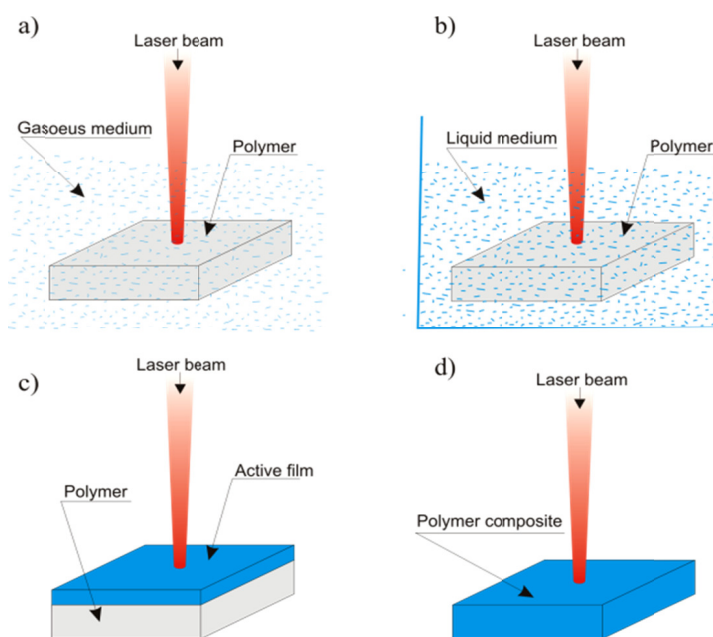 a)
Laser beam
Gasoeus medium
Polymer
b)
Laser beam
Liquid medium
Polymer
c)
Laser beam
Active film
Polymer
d)
Laser beam
Polymer composite